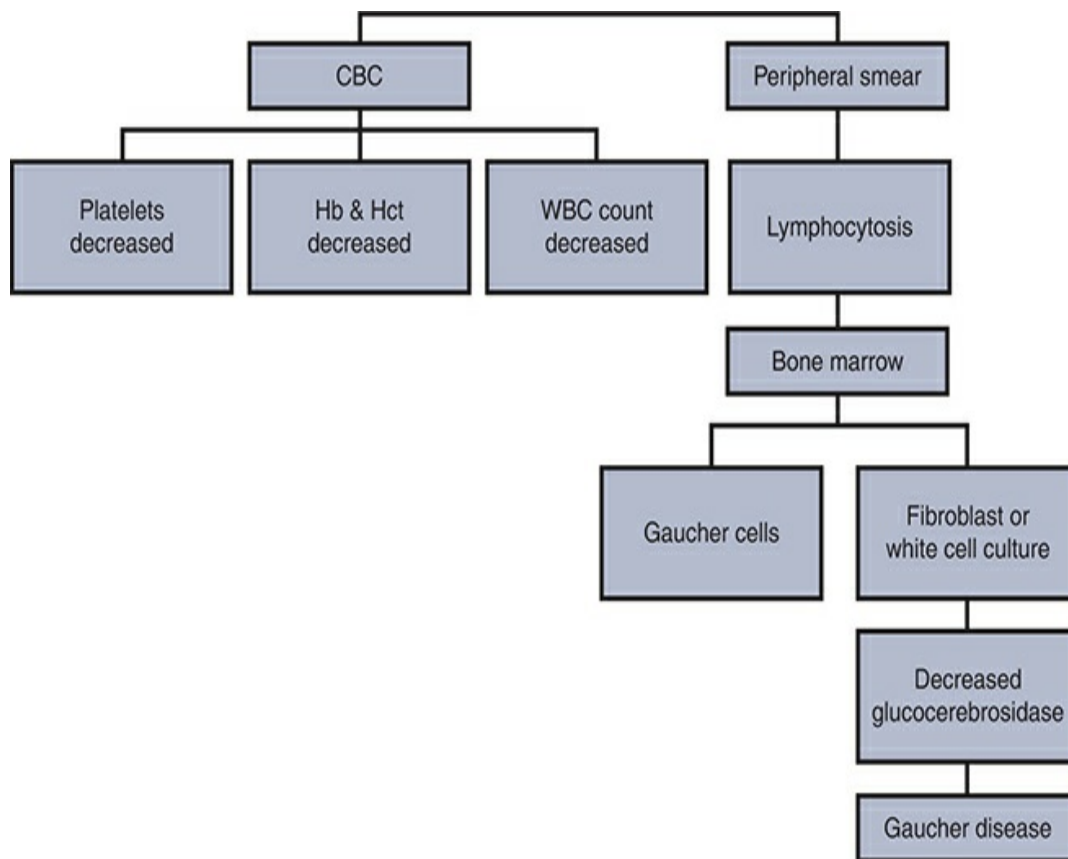 CBC
Peripheral smear
Platelets
decreased
Hb & Hct
decreased
WBC count
decreased
Lymphocytosis
Bone marrow
Gaucher cells
Fibroblast or
white cell culture
Decreased
glucocerebrosidase
Gaucher disease